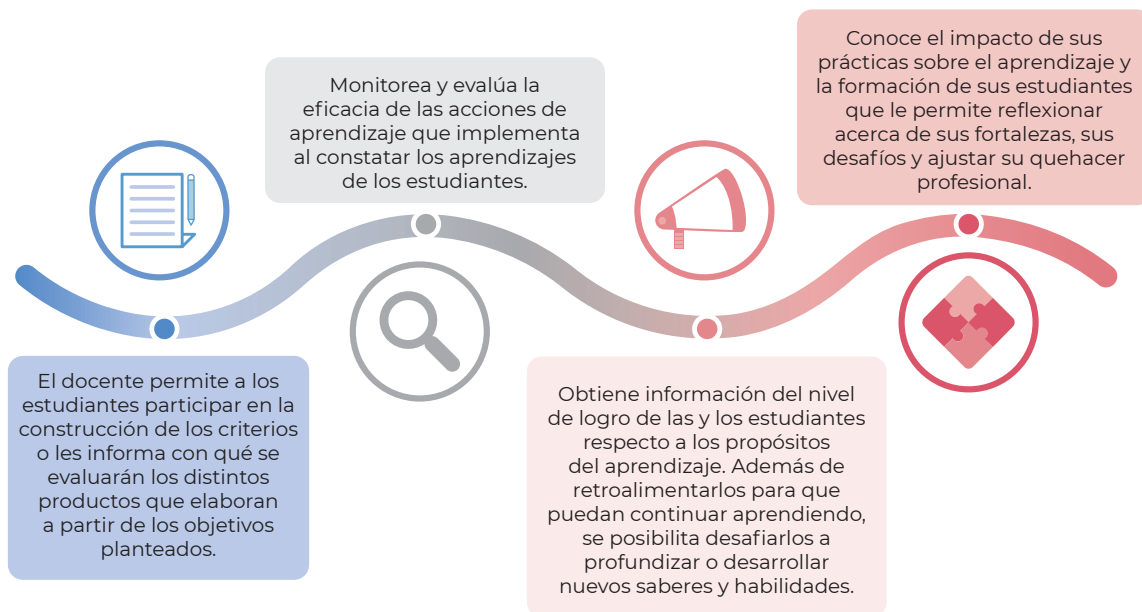 El docente permite a los
estudiantes participar en la
construcción de los criterios
o les informa con qué se
evaluarán los distintos
productos que elaboran
a partir de los objetivos
planteados.
Monitorea y evalúa la
eficacia de las acciones de
aprendizaje que implementa
al constatar los aprendizajes
de los estudiantes.
Obtiene información del nivel
de logro de las y los estudiantes
respecto a los propósitos
del aprendizaje. Además de
retroalimentarlos para que
puedan continuar aprendiendo,
se posibilita desafiarlos a
profundizar o desarrollar
nuevos saberes y habilidades.
Conoce el impacto de sus
prácticas sobre el aprendizaje y
la formación de sus estudiantes
que le permite reflexionar
acerca de sus fortalezas, sus
desafíos y ajustar su quehacer
profesional.